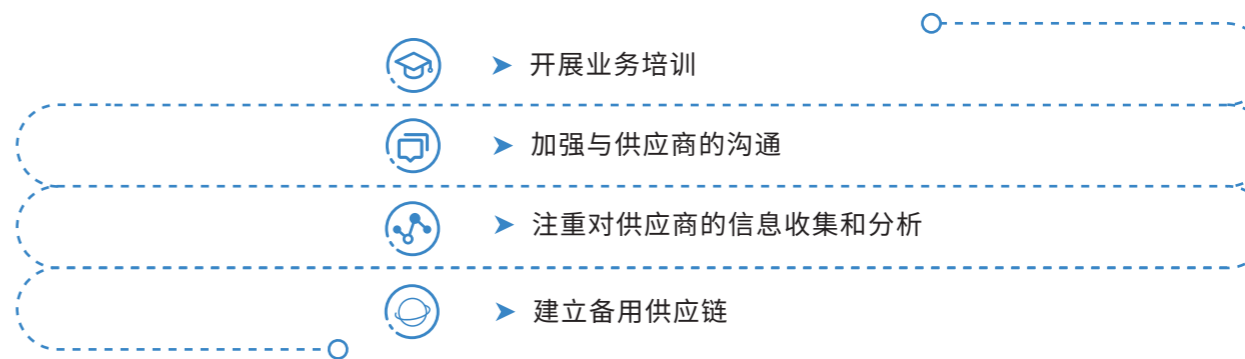 开展业务培训
加强与供应商的沟通
注重对供应商的信息收集和分析
建立备用供应链